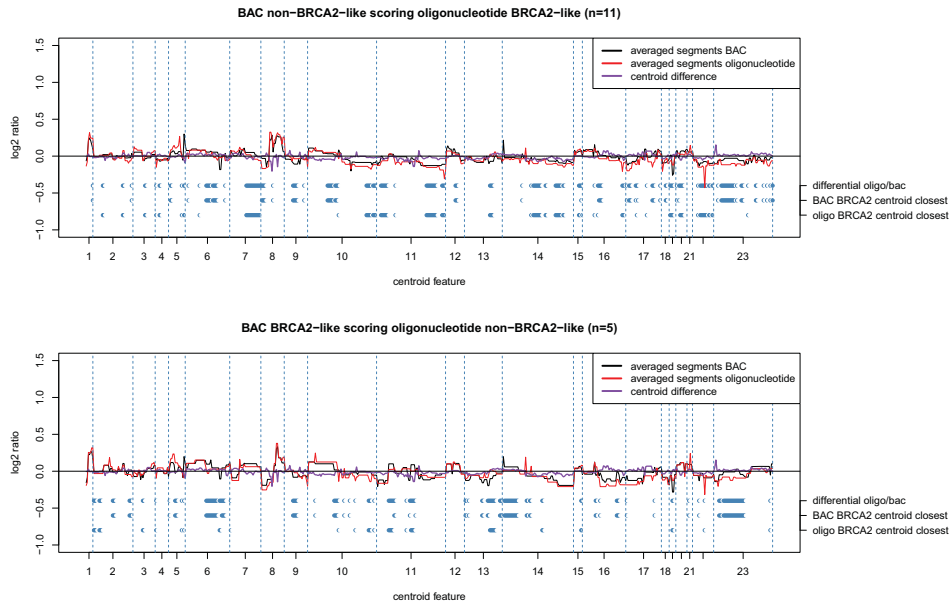 BAC non−BRCA2−like scoring oligonucleotide BRCA2−like (n=11)
1.5
1.0
0.5
0.0
−0.5
−1.0
log2 ratio
averaged segments BAC
averaged segments oligonucleotide
centroid difference
differential oligo/bac
BAC BRCA2 centroid closest
oligo BRCA2 centroid closest
1 2 3 4 5 6 7 8 9 10 11 12 13 14 15 16 17 18 19 21 23
centroid feature
BAC BRCA2−like scoring oligonucleotide non−BRCA2−like (n=5)
1.5
1.0
0.5
0.0
−0.5
−1.0
log2 ratio
averaged segments BAC
averaged segments oligonucleotide
centroid difference
differential oligo/bac
BAC BRCA2 centroid closest
oligo BRCA2 centroid closest
1 2 3 4 5 6 7 8 9 10 11 12 13 14 15 16 17 18 19 21 23
centroid feature